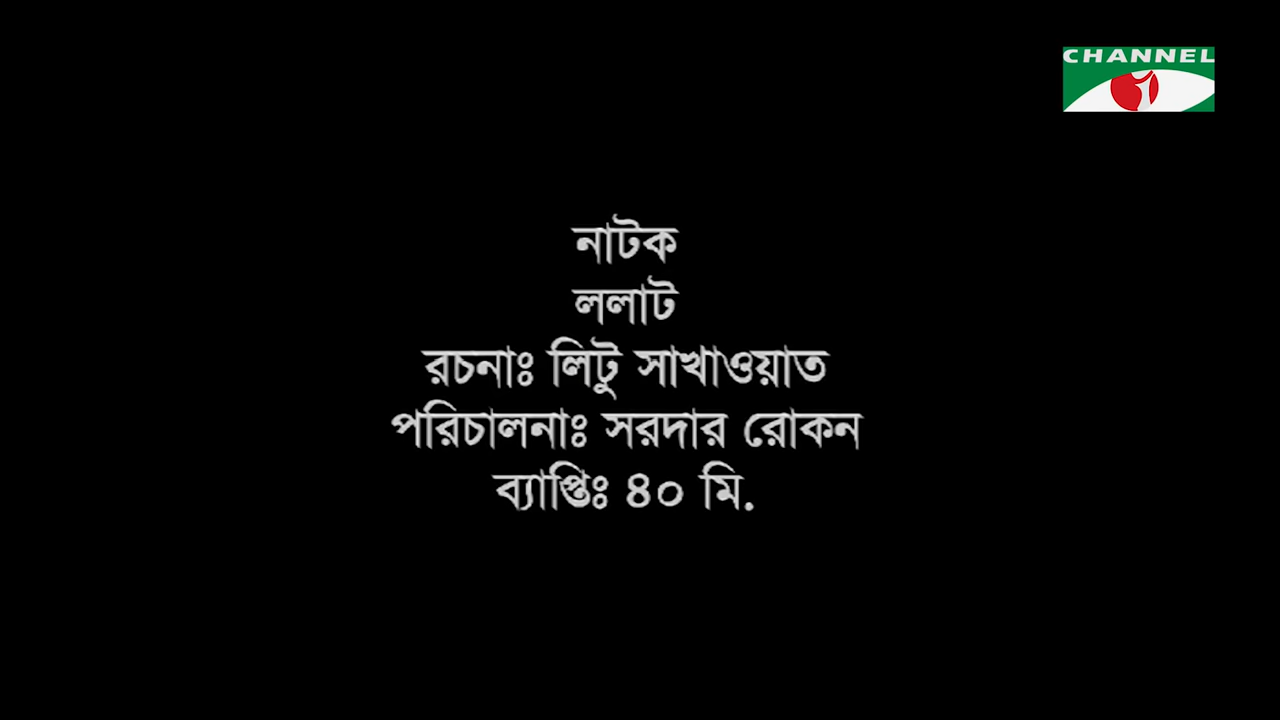 CHANNEL
i
নাটক
ললাট
রচনাঃ লিটু সাখাওয়াত
পরিচালনাঃ সরদার রোকন
ব্যাপ্তিঃ ৪০ মি.